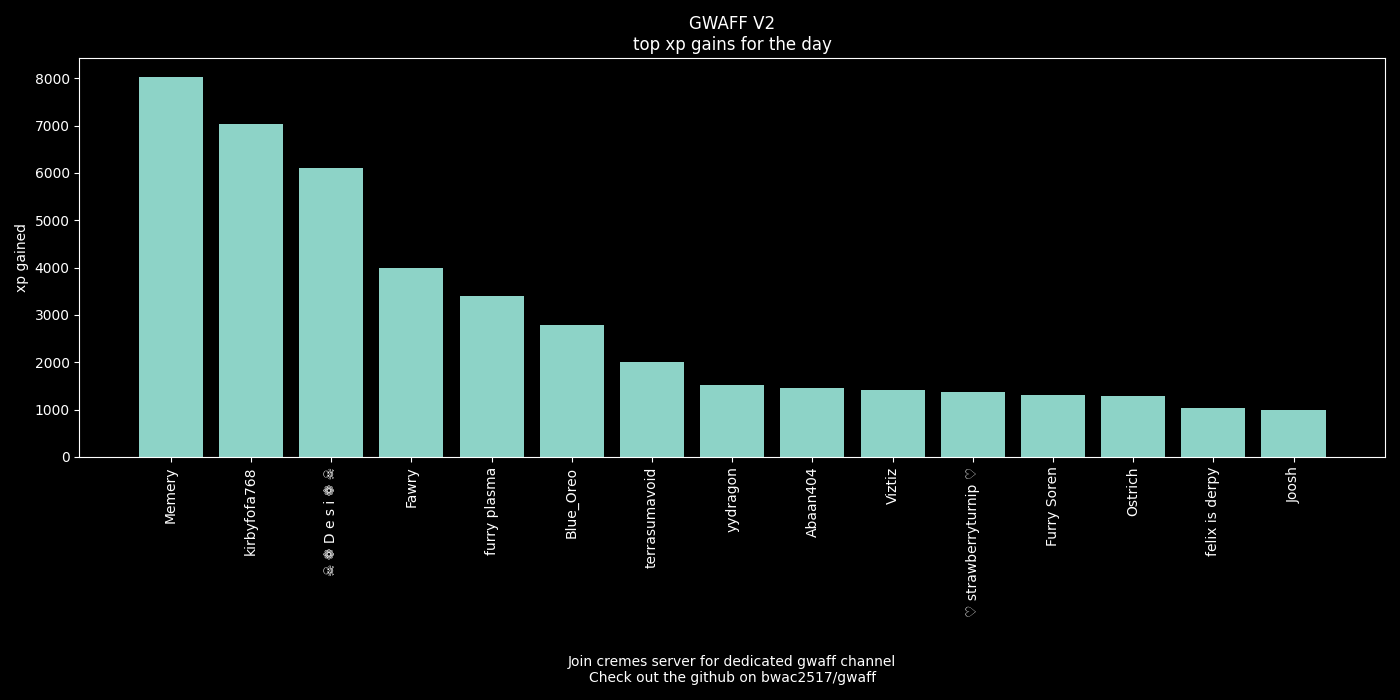 GWAFF V2
top xp gains for the day
xp gained
8000
7000
6000
5000
4000
3000
2000
1000
0
Memery
kirbyfofa768
☠ ❁ D e s i ❁ ☠
Fawry
furry plasma
Blue_Oreo
terrasumavoid
yydragon
Abaan404
Viztiz
♡ strawberryturnip ♡
Furry Soren
Ostrich
felix is derpy
Joosh
Join cremes server for dedicated gwaff channel
Check out the github on bwac2517/gwaff